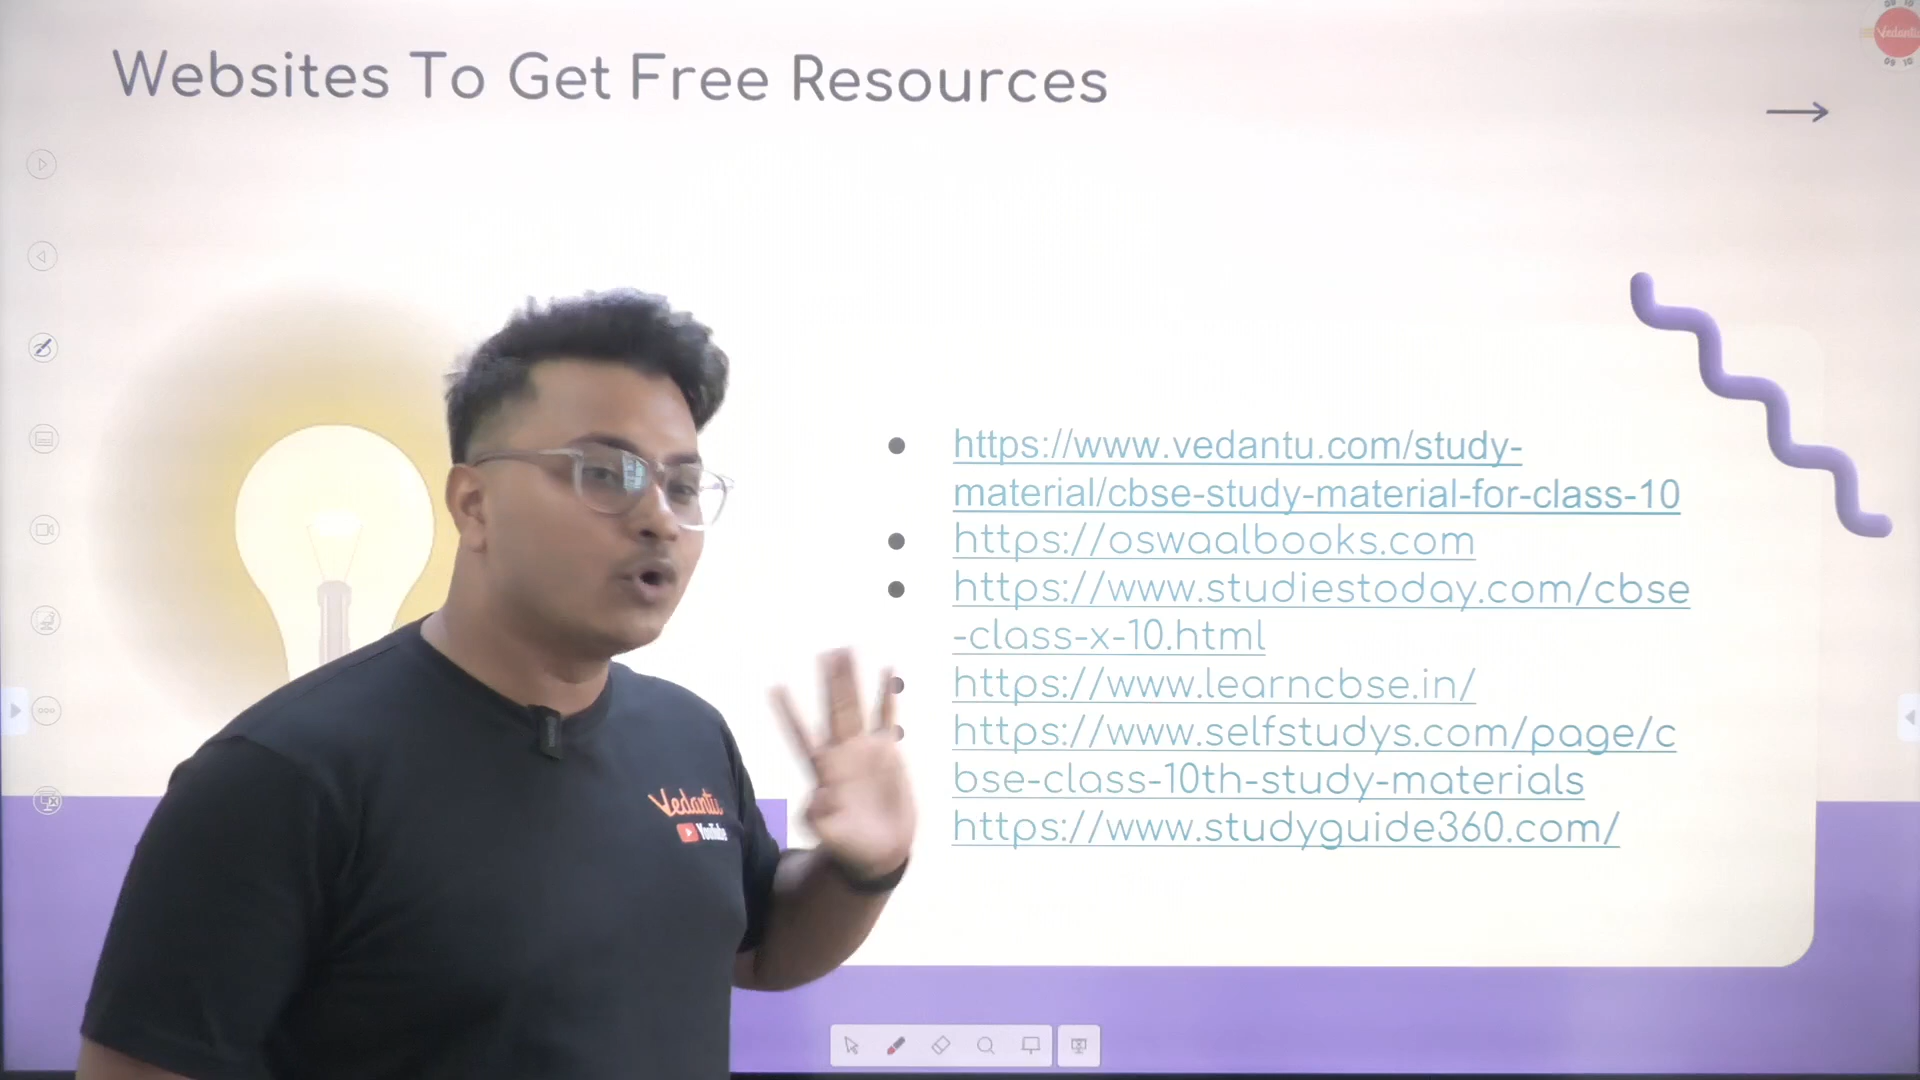 Websites To Get Free Resources
Vedantu
https://www.vedantu.com/study-
material/cbse-study-material-for-class-10
https://oswaalbooks.com
https://www.studiestoday.com/cbse
-class-x-10.html
https://www.learncbse.in/
https://www.selfstudys.com/page/c
bse-class-10th-study-materials
https://www.studyguide360.com/
Vedantu
YouTube